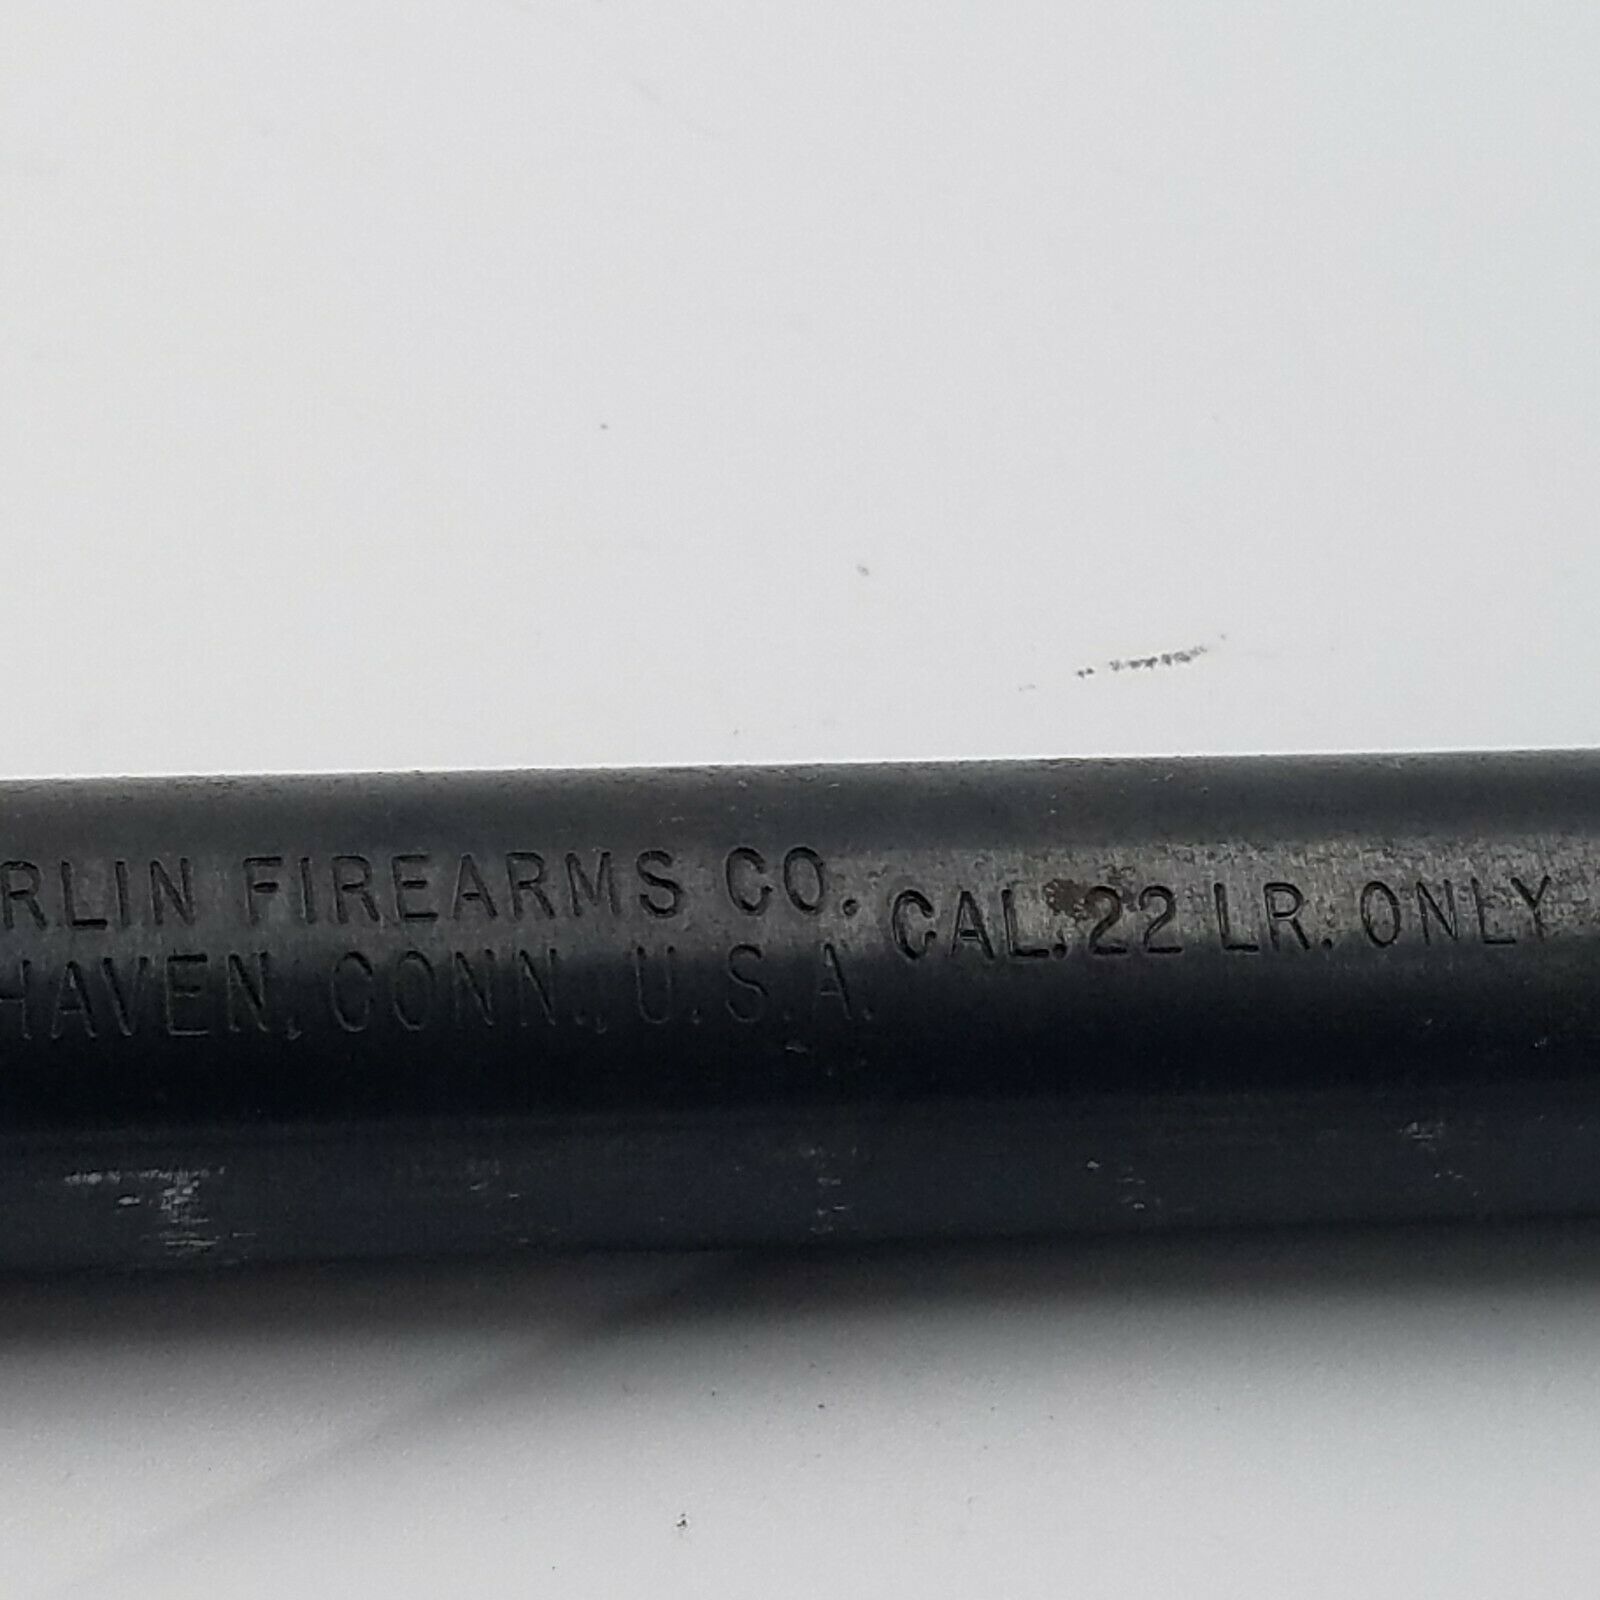 RLIN FIREARMS CO. CAL. 22 LR. ONLY
HAVEN, CONN., U.S.A.